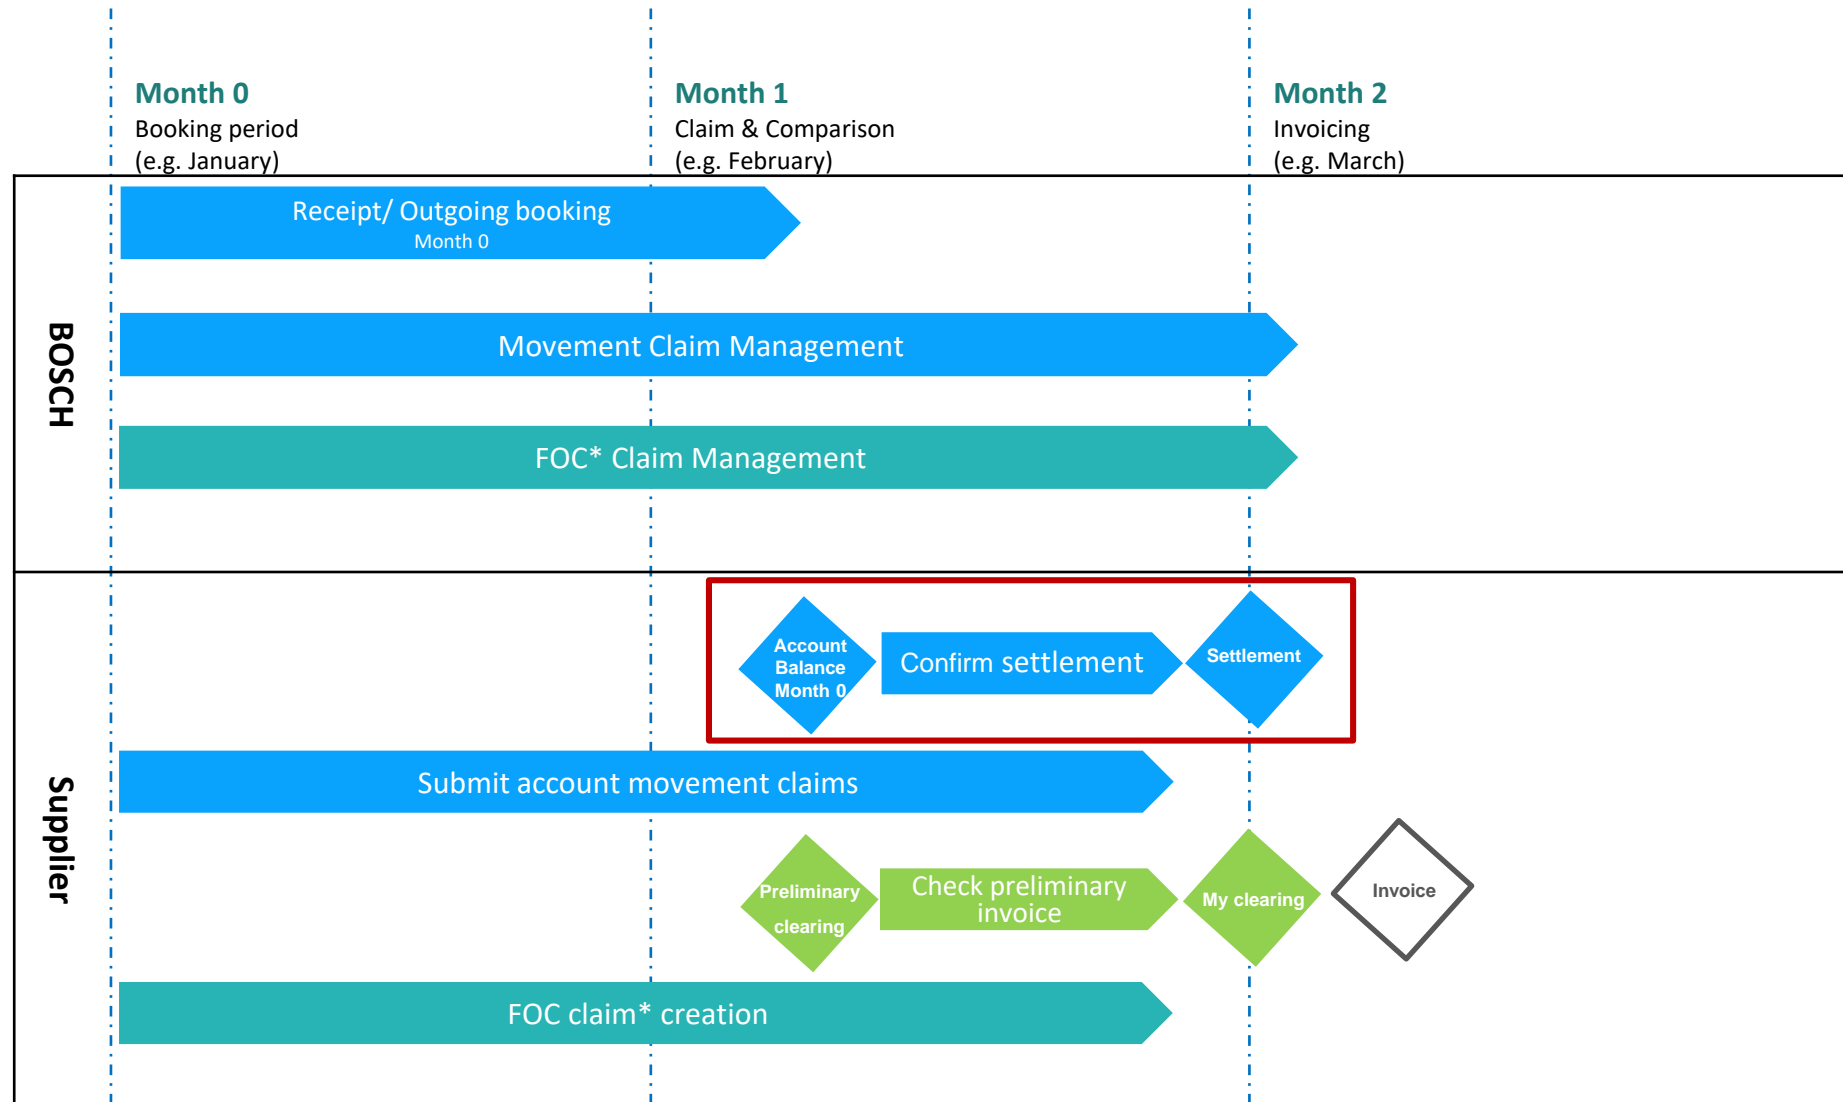 Month 0
Booking period
(e.g. January)
Month 1
Claim & Comparison
(e.g. February)
Month 2
Invoicing
(e.g. March)
BOSCH
Receipt/ Outgoing booking
Month 0
Movement Claim Management
FOC* Claim Management
Supplier
Account
Balance
Month 0
Confirm settlement
Settlement
Submit account movement claims
Preliminary
clearing
Check preliminary
invoice
My clearing
Invoice
FOC claim* creation